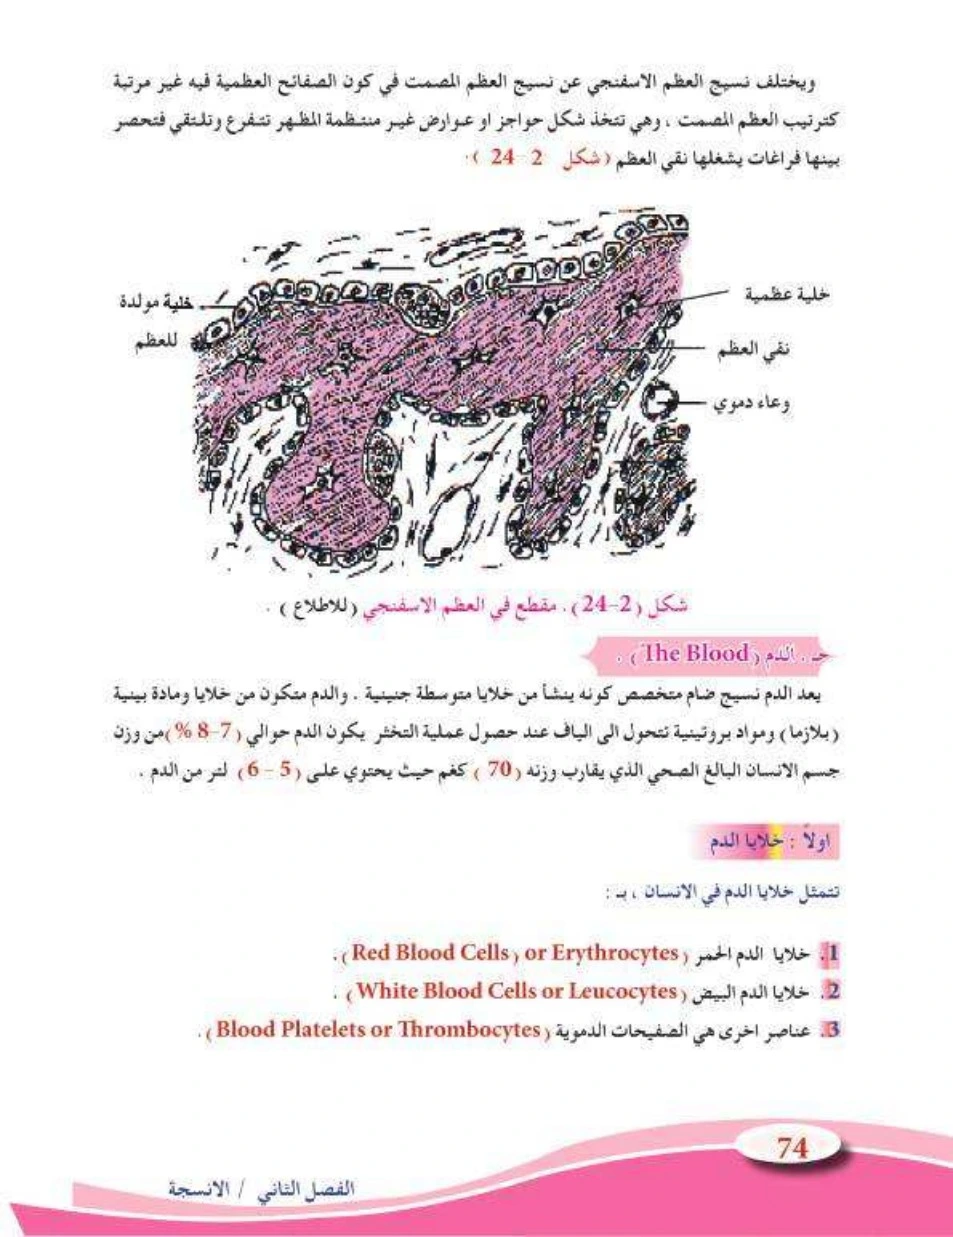 ويختلف نسيج العظم الاسفنجي عن نسيج العظم المصمت في كون الصفائح العظمية فيه غير مرتبة
كترتيب العظم المصمت ، وهي تتخذ شكل حواجز او عوارض غير منتظمة المظهر تتفرع وتلتقي فتحصر
بينها فراغات يشغلها نقي العظم ( شكل 2 - 24 ) .
خلية عظمية
خلية مولدة
للعظم
نقي العظم
وعاء دموي
شكل ( 2-24 ) . مقطع في العظم الاسفنجي ( للاطلاع ) .
حـ . الدم ( The Blood ) .
يعد الدم نسيج ضام متخصص كونه ينشأ من خلايا متوسطة جنينية . والدم متكون من خلايا ومادة بينية
( بلازما ) ومواد بروتينية تتحول الى الياف عند حصول عملية التخثر يكون الدم حوالي ( 7-8 % ) من وزن
جسم الانسان البالغ الصحي الذي يقارب وزنه ( 70 ) كغم حيث يحتوي على ( 5 - 6 ) لتر من الدم .
اولاً : خلايا الدم
تتمثل خلايا الدم في الانسان ، بـ :
1. خلايا الدم الحمر ( Red Blood Cells ) or Erythrocytes ) .
2. خلايا الدم البيض ( White Blood Cells or Leucocytes ) .
3. عناصر اخرى هي الصفيحات الدموية ( Blood Platelets or Thrombocytes ) .
74
الفصل الثاني / الانسجة